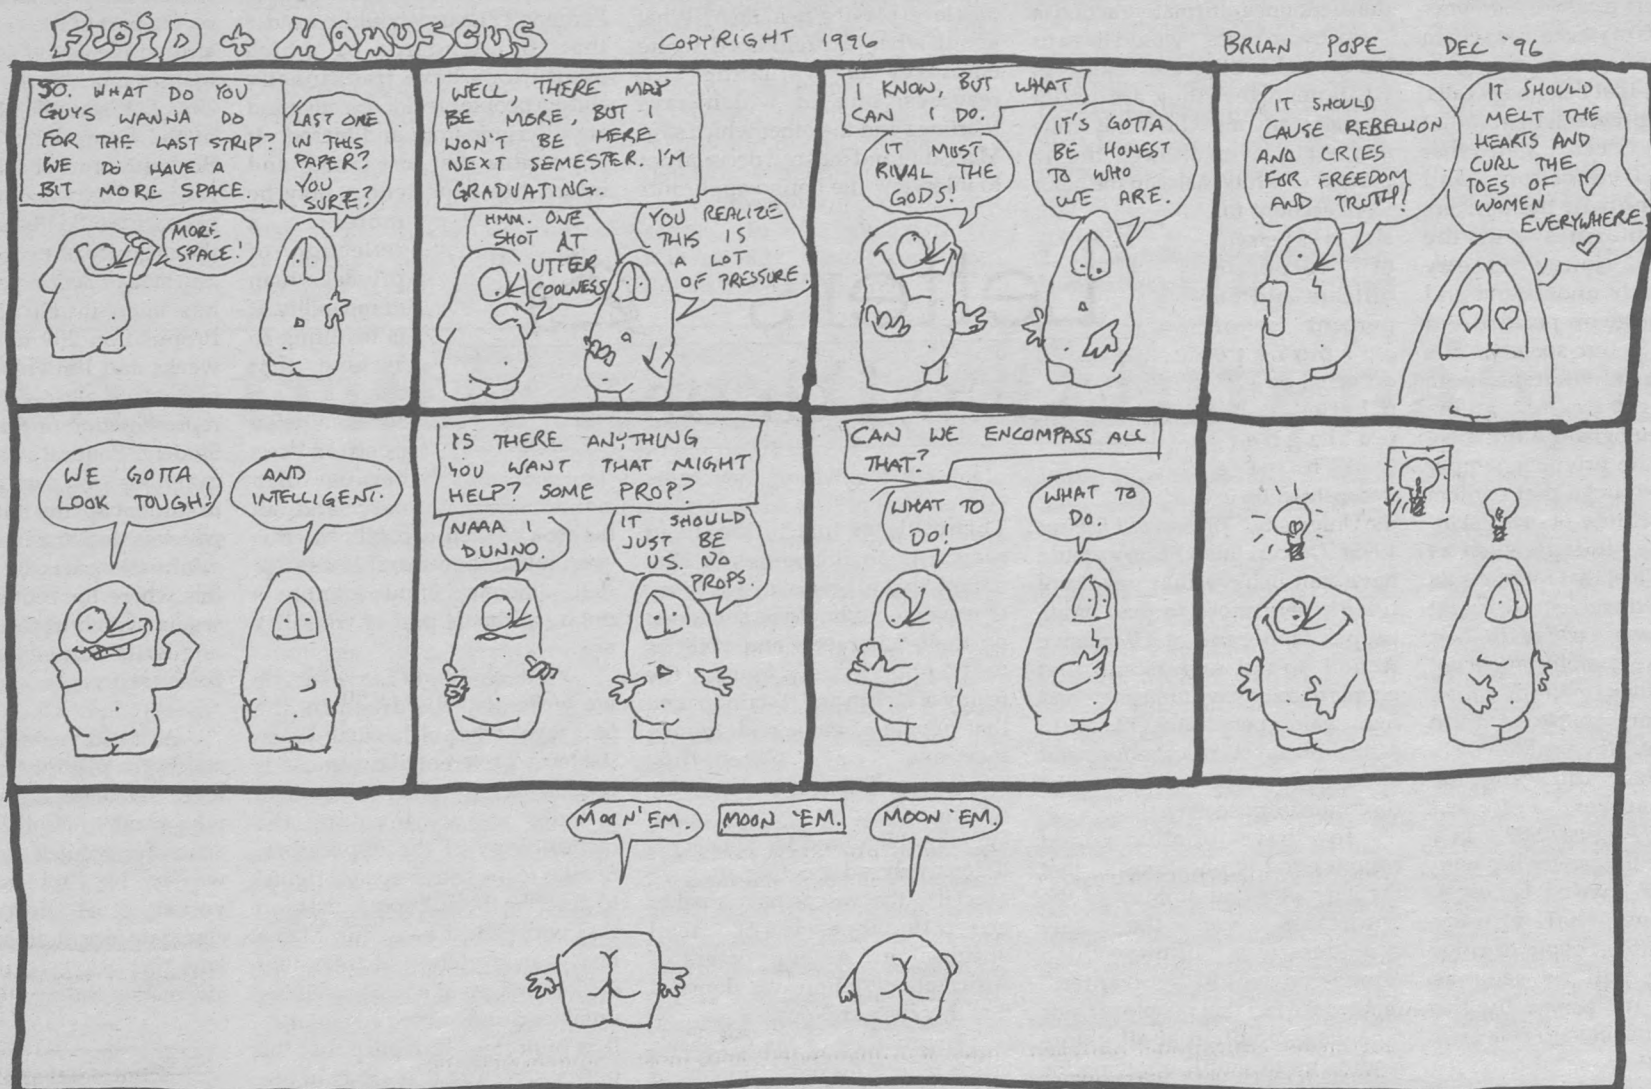 FLOID + MAMUSCUS
COPYRIGHT 1996
BRIAN POPE DEC '96
SO. WHAT DO YOU
GUYS WANNA DO
FOR THE LAST STRIP?
WE DO HAVE A
BIT MORE SPACE.
MORE
SPACE!
LAST ONE
IN THIS
PAPER?
YOU
SURE?
WELL, THERE MAY
BE MORE, BUT I
WON'T BE HERE
NEXT SEMESTER. I'M
GRADUATING.
HMM. ONE
SHOT AT
UTTER
COOLNESS
YOU REALIZE
THIS IS
A LOT
OF PRESSURE.
I KNOW, BUT WHAT
CAN I DO.
IT MUST
RIVAL THE
GODS!
IT'S GOTTA
BE HONEST
TO WHO
WE ARE.
IT SHOULD
CAUSE REBELLION
AND CRIES
FOR FREEDOM
AND TRUTH!
IT SHOULD
MELT THE
HEARTS AND
CURL THE
TOES OF
WOMEN
EVERYWHERE!
WE GOTTA
LOOK TOUGH!
AND
INTELLIGENT.
IS THERE ANYTHING
YOU WANT THAT MIGHT
HELP? SOME PROP?
NAAA I
DUNNO.
IT SHOULD
JUST BE
US. NO
PROPS.
CAN WE ENCOMPASS ALL
THAT?
WHAT TO
DO!
WHAT TO
DO.
MOON 'EM.
MOON 'EM.
MOON 'EM.